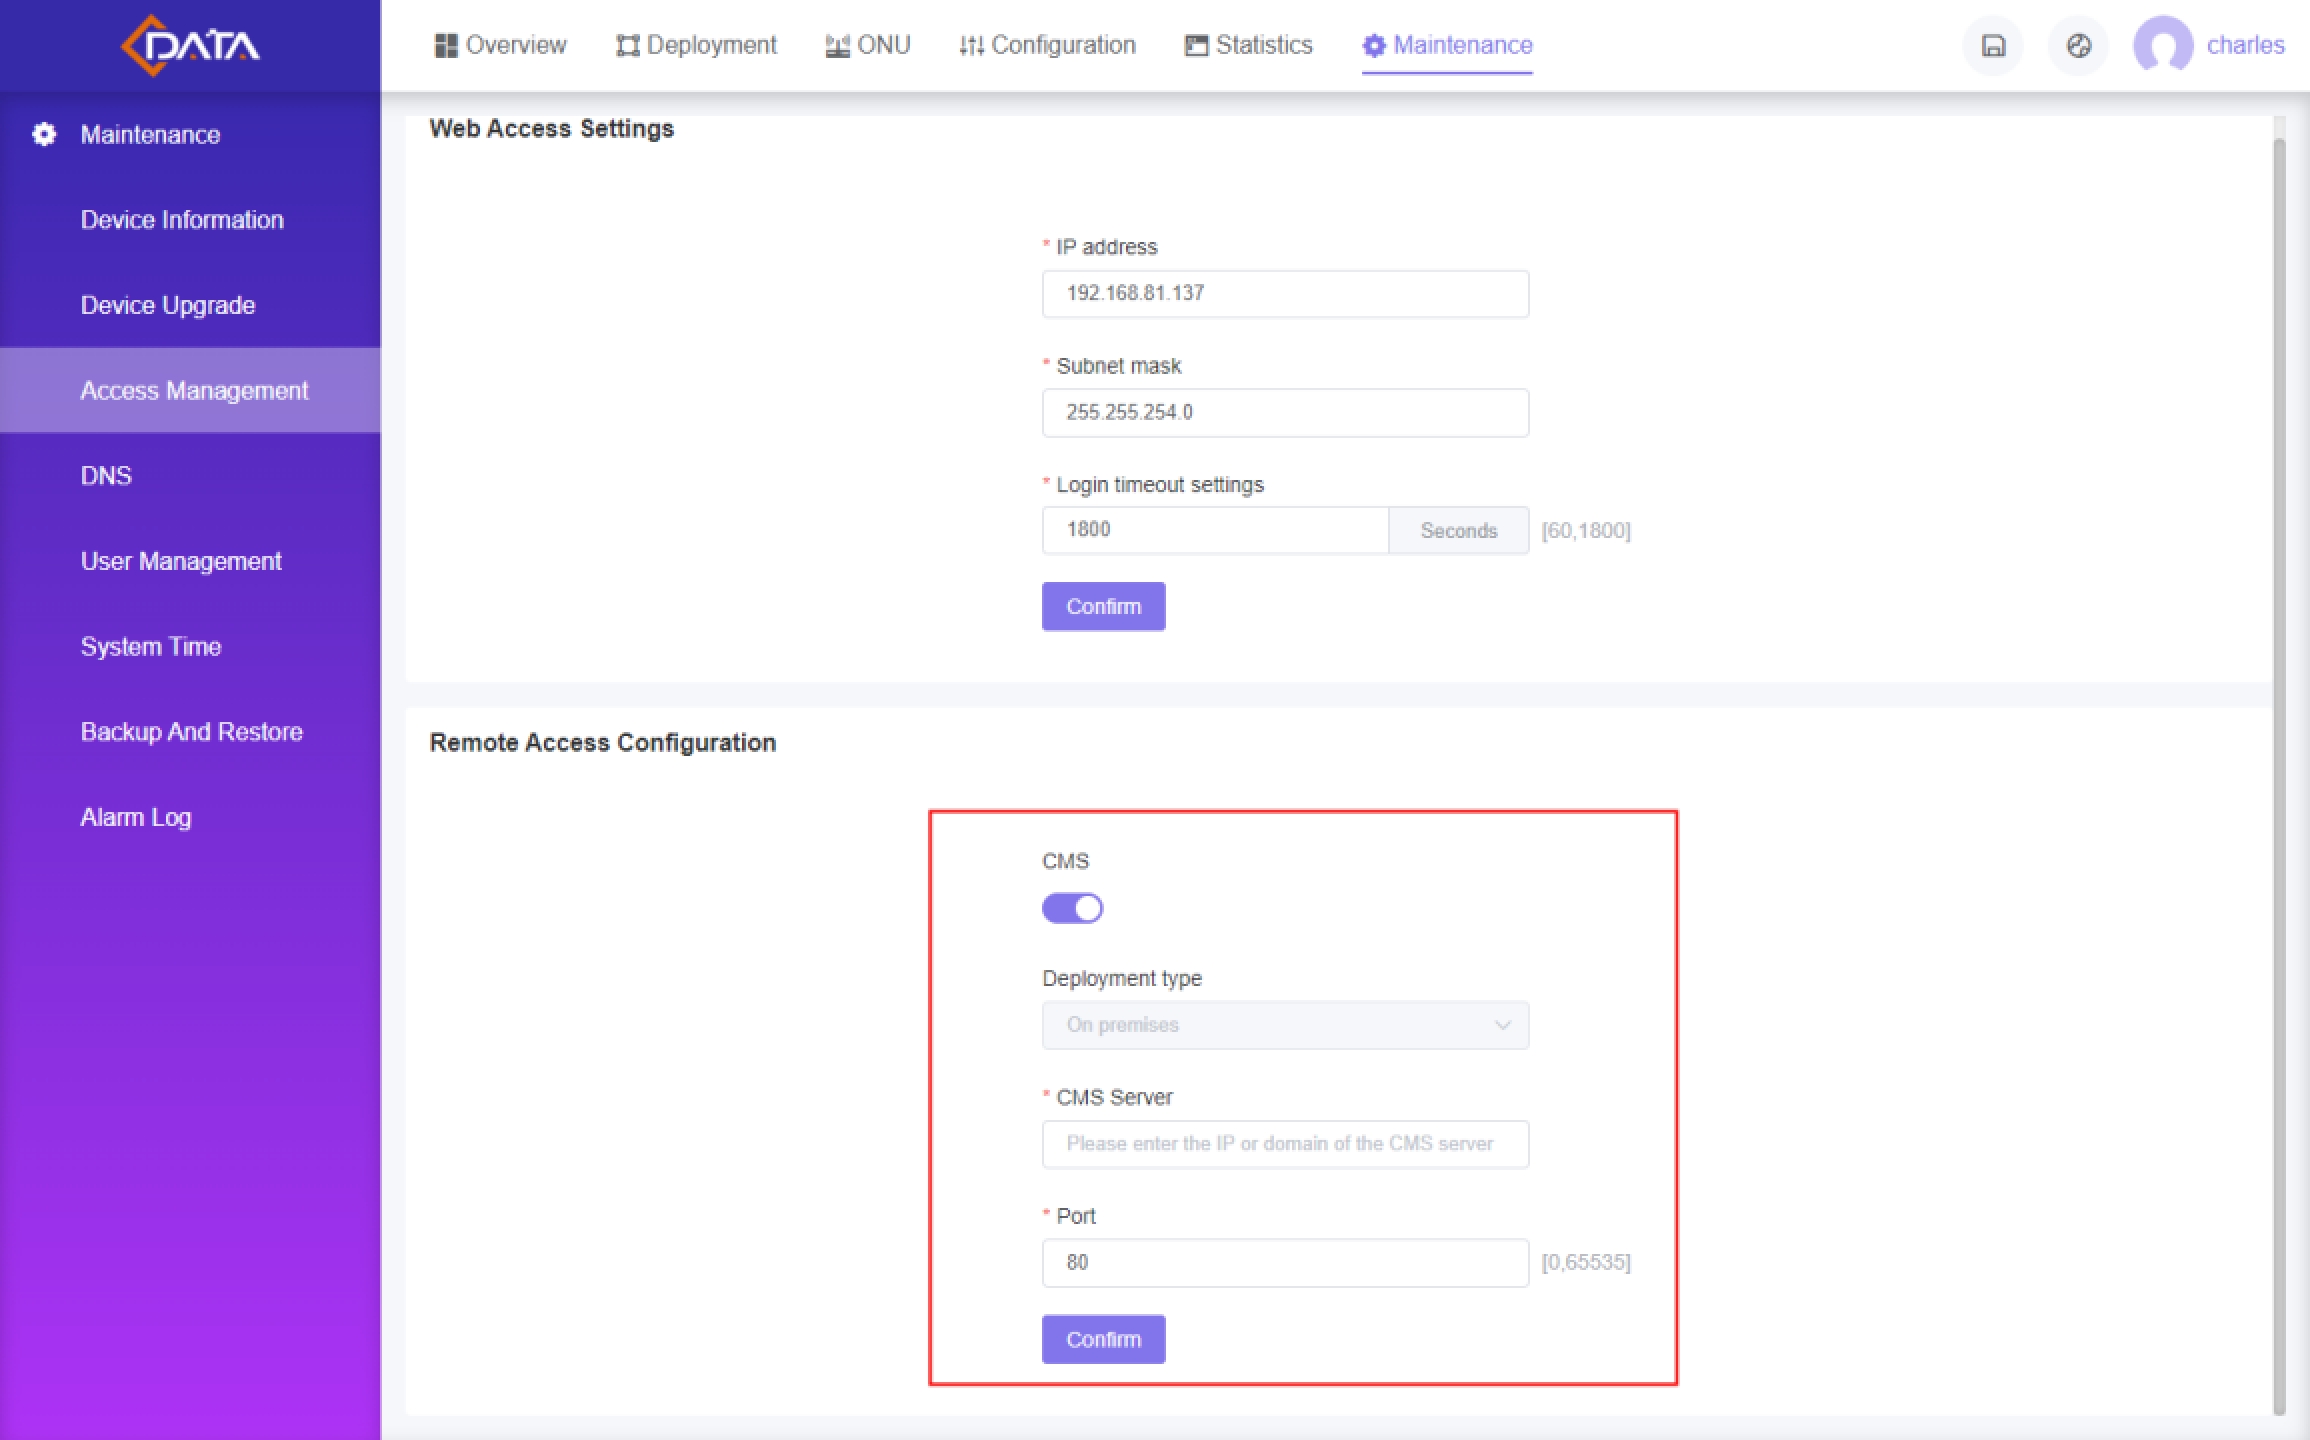 DATA
Overview
Deployment
ONU
Configuration
Statistics
Maintenance
charles
Maintenance
Device Information
Device Upgrade
Access Management
DNS
User Management
System Time
Backup And Restore
Alarm Log
Web Access Settings
* IP address
192.168.81.137
* Subnet mask
255.255.254.0
* Login timeout settings
1800 Seconds [60,1800]
Confirm
Remote Access Configuration
CMS
Deployment type
On premises
* CMS Server
Please enter the IP or domain of the CMS server
* Port
80 [0,65535]
Confirm